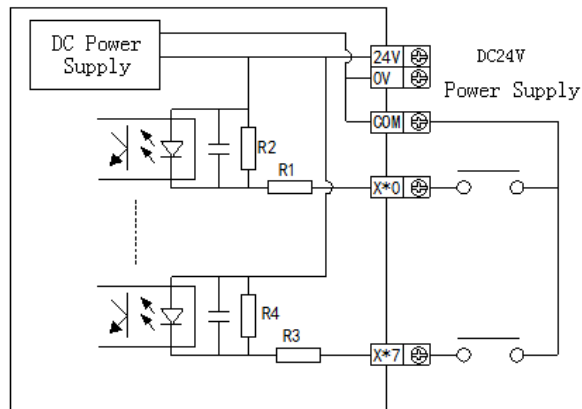 DC Power
Supply
24V
DC24V
0V
Power Supply
COM
R2
R1
X*0
R4
R3
X*7